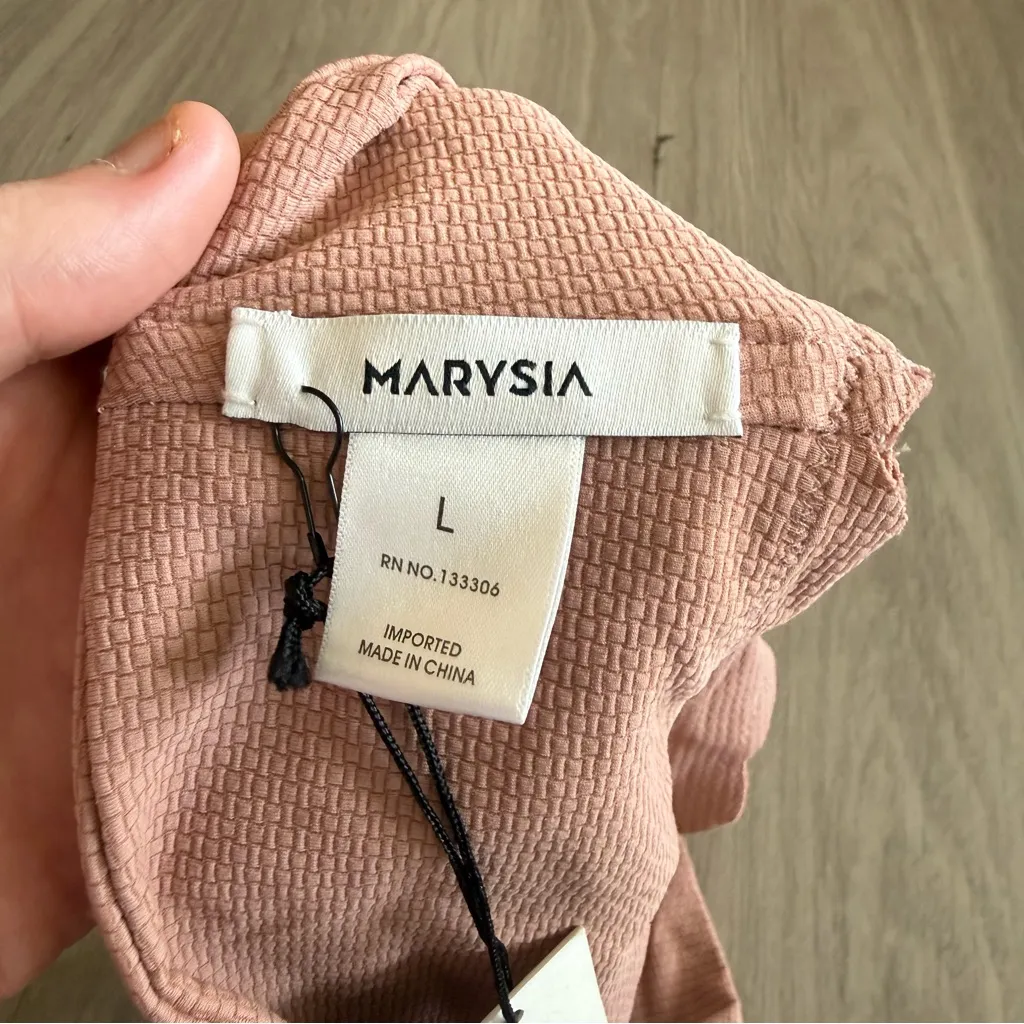 MARYSIA
L
RN NO.133306
IMPORTED
MADE IN CHINA